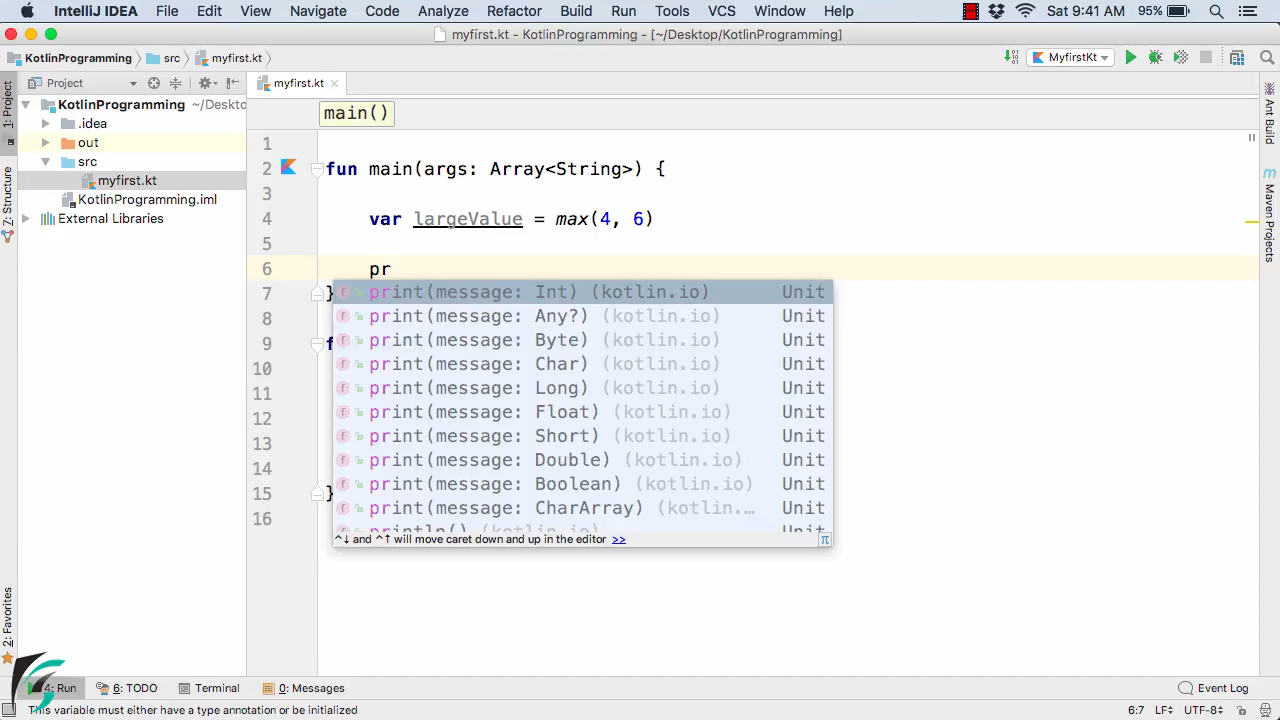 IntelliJ IDEA File Edit View Navigate Code Analyze Refactor Build Run Tools VCS Window Help Sat 9:41 AM 95%
myfirst.kt - KotlinProgramming - [~/Desktop/KotlinProgramming]
KotlinProgramming src myfirst.kt MyfirstKt
Project myfirst.kt
KotlinProgramming ~/Deskto
.idea
out
src
myfirst.kt
KotlinProgramming.iml
External Libraries
1: Project
7: Structure
2: Favorites
main()
1
2 fun main(args: Array<String>) {
3
4 var largeValue = max(4, 6)
5
6 pr
7 }
8
9 f
10
11
12
13
14
15 }
16
print(message: Int) (kotlin.io) Unit
print(message: Any?) (kotlin.io) Unit
print(message: Byte) (kotlin.io) Unit
print(message: Char) (kotlin.io) Unit
print(message: Long) (kotlin.io) Unit
print(message: Float) (kotlin.io) Unit
print(message: Short) (kotlin.io) Unit
print(message: Double) (kotlin.io) Unit
print(message: Boolean) (kotlin.io) Unit
print(message: CharArray) (kotlin.… Unit
println() (kotlin.io) Unit
^↓ and ^↑ will move caret down and up in the editor >> π
Ant Build
Maven Projects
4: Run 6: TODO Terminal 0: Messages Event Log
This variable must either have a type annotation or be initialized 6:7 LF UTF-8